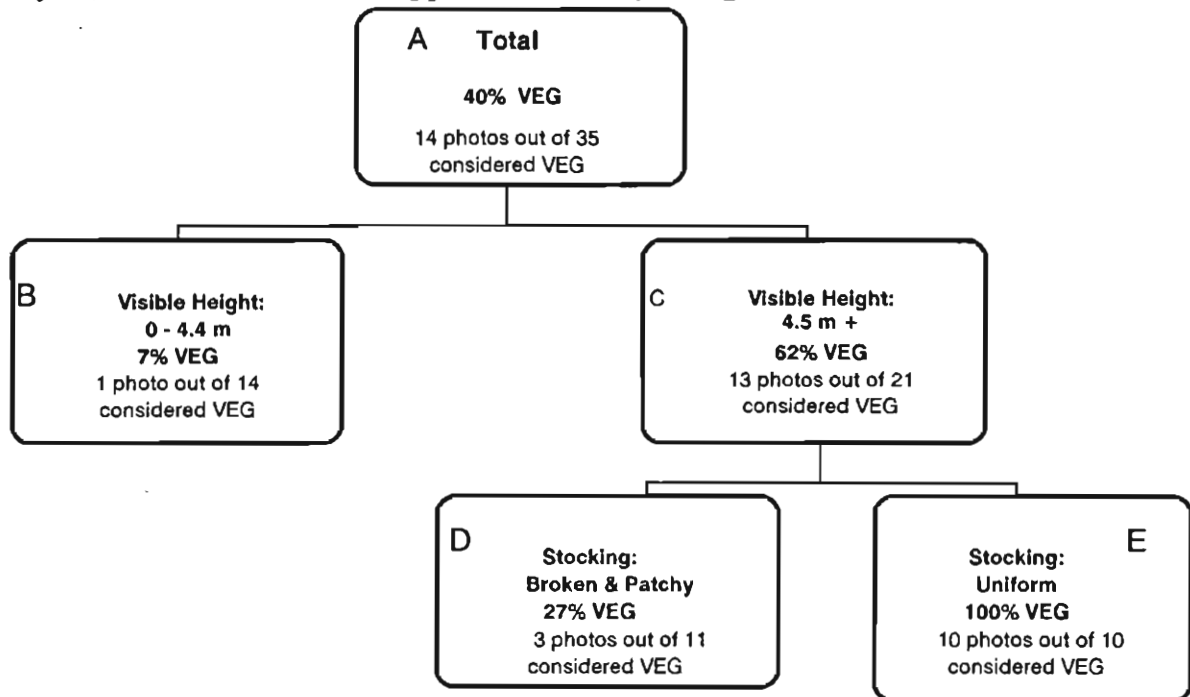 A Total
40% VEG
14 photos out of 35
considered VEG
B
Visible Height:
0 - 4.4 m
7% VEG
1 photo out of 14
considered VEG
C
Visible Height:
4.5 m +
62% VEG
13 photos out of 21
considered VEG
D
Stocking:
Broken & Patchy
27% VEG
3 photos out of 11
considered VEG
E
Stocking:
Uniform
100% VEG
10 photos out of 10
considered VEG